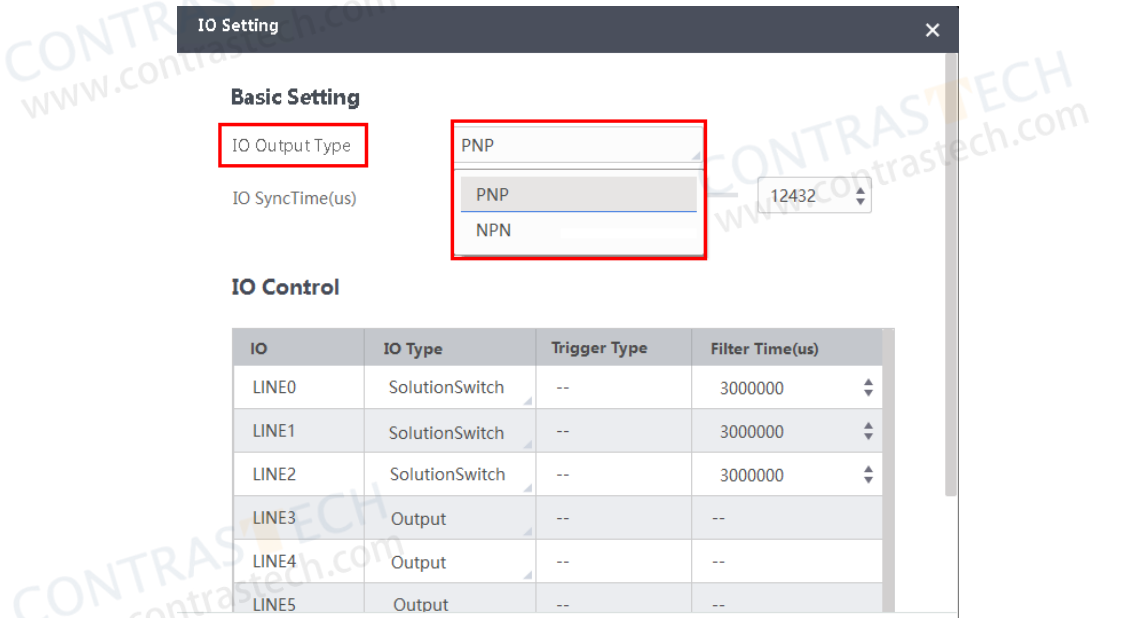 IO Setting
Basic Setting
IO Output Type PNP
PNP
IO SyncTime(us) 12432
NPN
IO Control
IO IO Type Trigger Type Filter Time(us)
LINE0 SolutionSwitch -- 3000000
LINE1 SolutionSwitch -- 3000000
LINE2 SolutionSwitch -- 3000000
LINE3 Output -- --
LINE4 Output -- --
LINE5 Output -- --
CONTRASTECH
www.contrastech.com
CONTRASTECH
www.contrastech.com
CONTRASTECH
contrastech.com